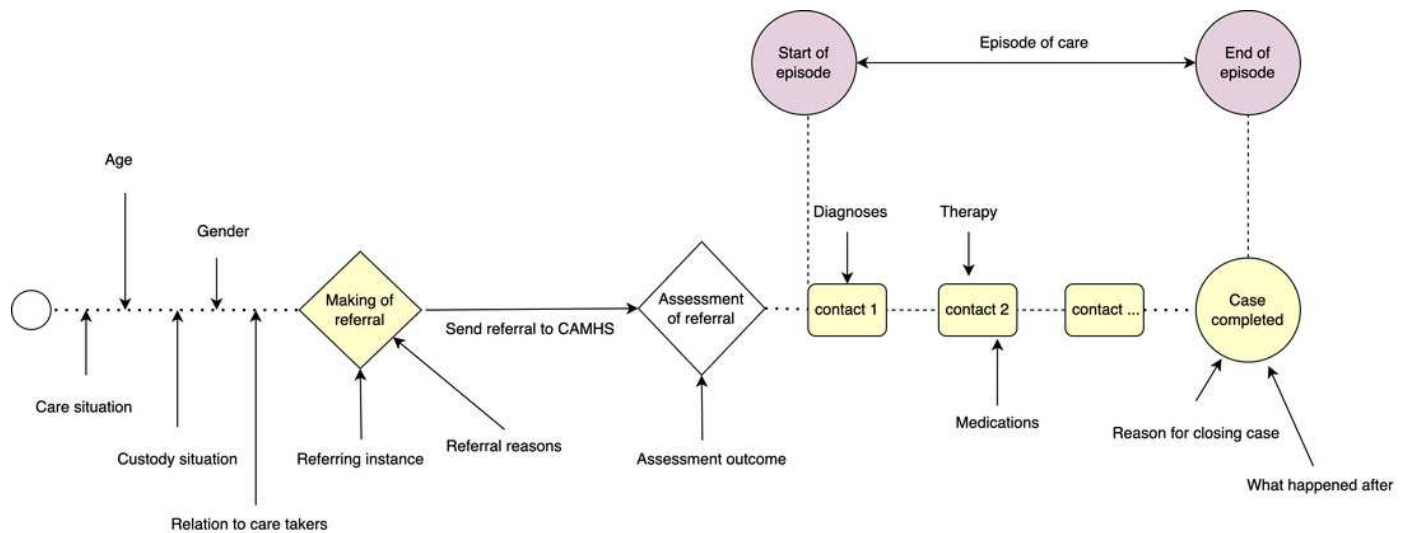 Start of
episode
Episode of care
End of
episode
Age
Gender
Diagnoses
Therapy
Making of
referral
Send referral to CAMHS
Assessment
of referral
contact 1
contact 2
contact ...
Case
completed
Care situation
Custody situation
Relation to care takers
Referring instance
Referral reasons
Assessment outcome
Medications
Reason for closing case
What happened after